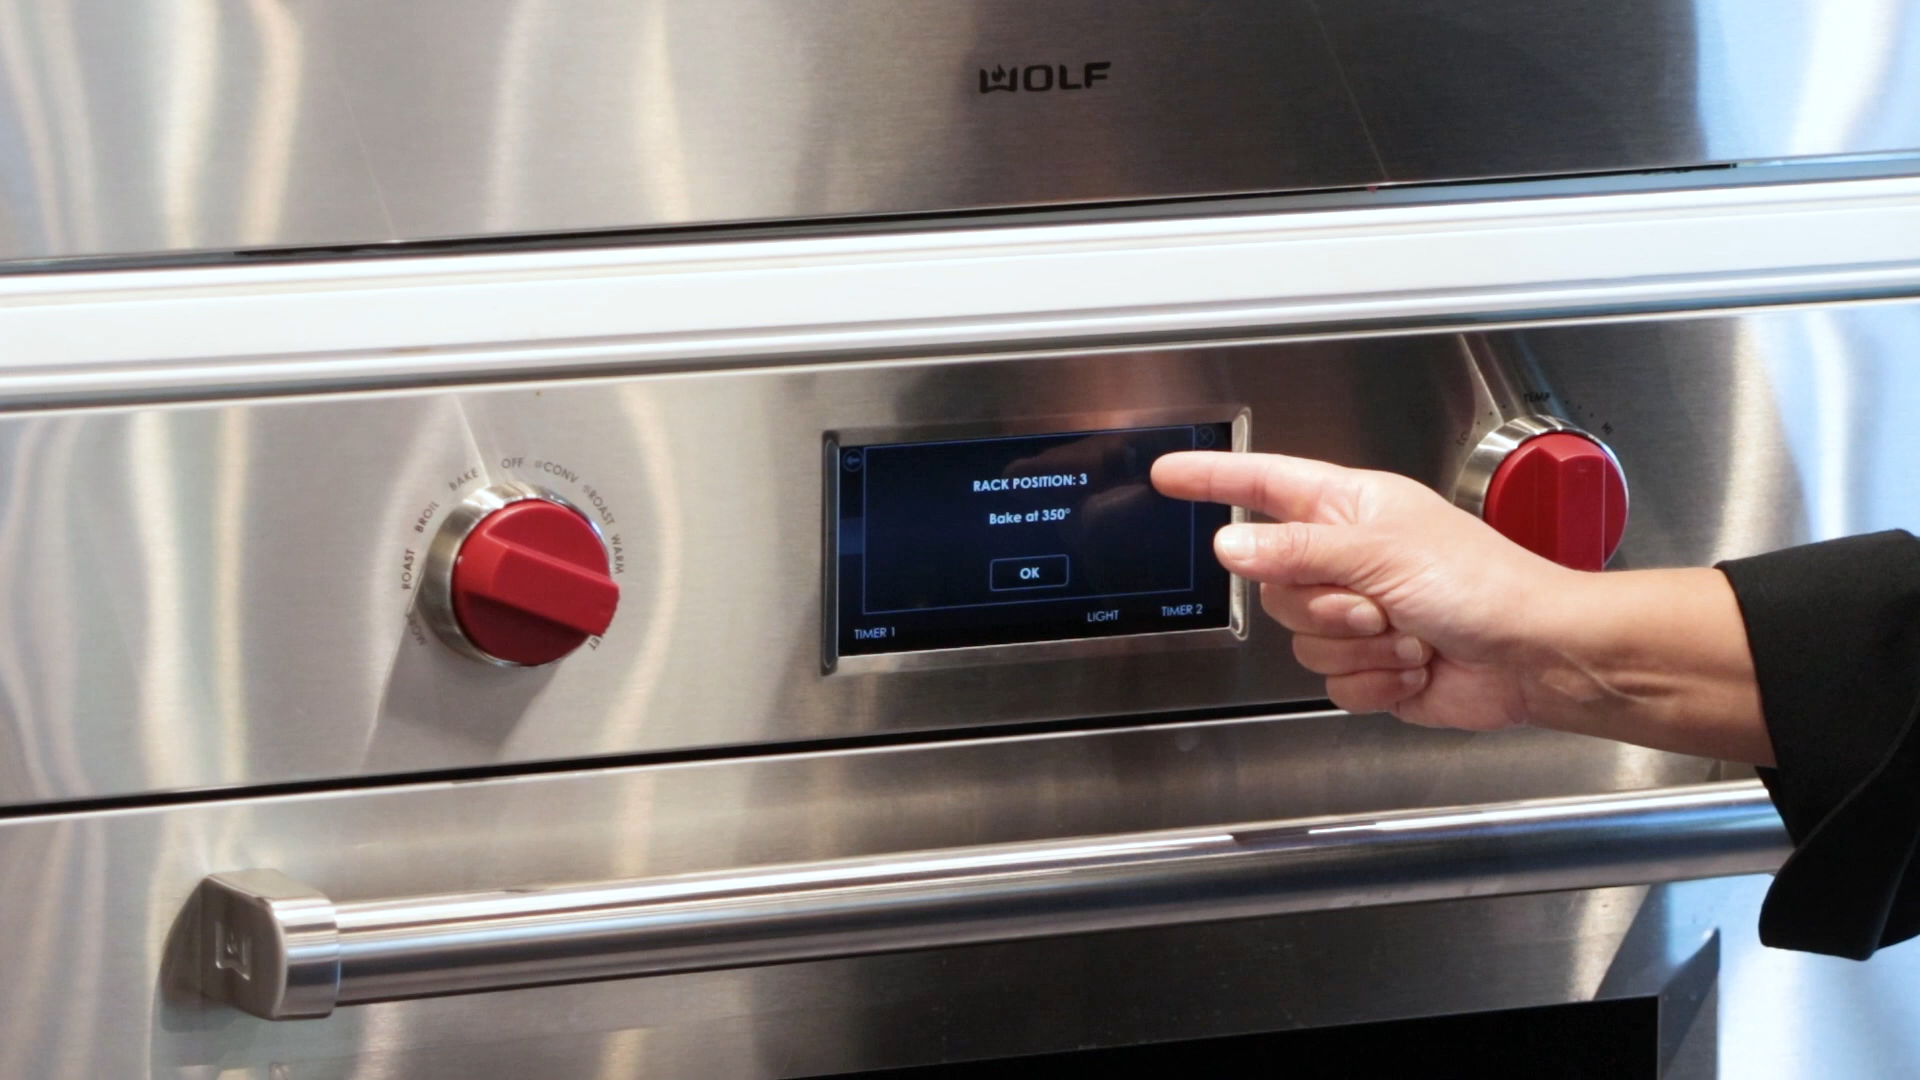 WOLF
OFF
CONV
BAKE
ROAST
BROIL
WARM
ROAST
TEMP
RACK POSITION: 3
Bake at 350°
OK
LIGHT
TIMER 2
TIMER 1